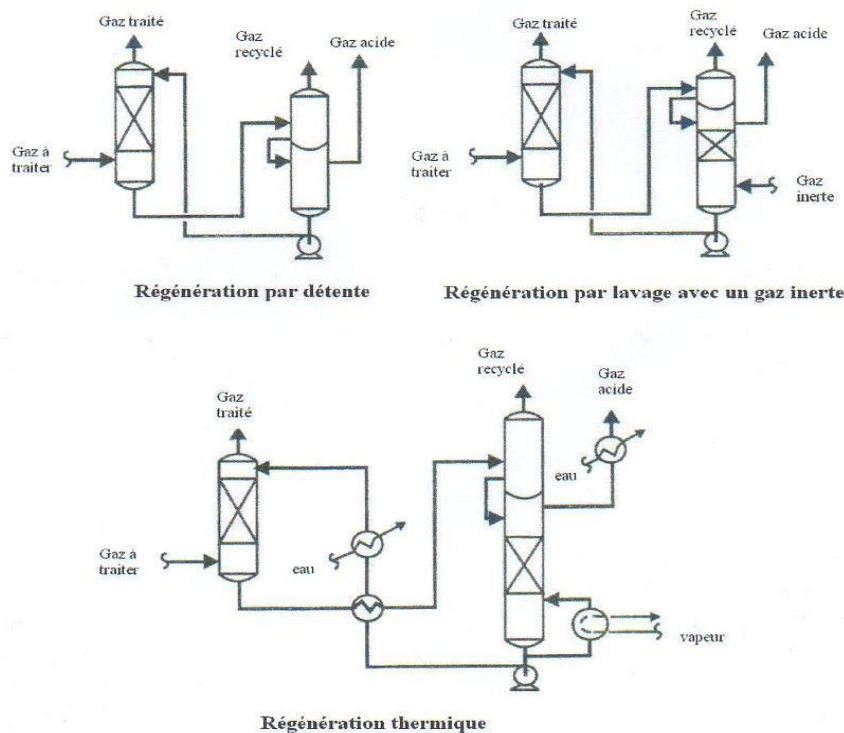 Gaz traité
Gaz
recyclé
Gaz acide
Gaz à
traiter
Régénération par détente
Gaz traité
Gaz
recyclé
Gaz acide
Gaz à
traiter
Gaz
inerte
Régénération par lavage avec un gaz inerte
Gaz
traité
Gaz
recyclé
Gaz
acide
eau
Gaz à
traiter
eau
vapeur
Régénération thermique